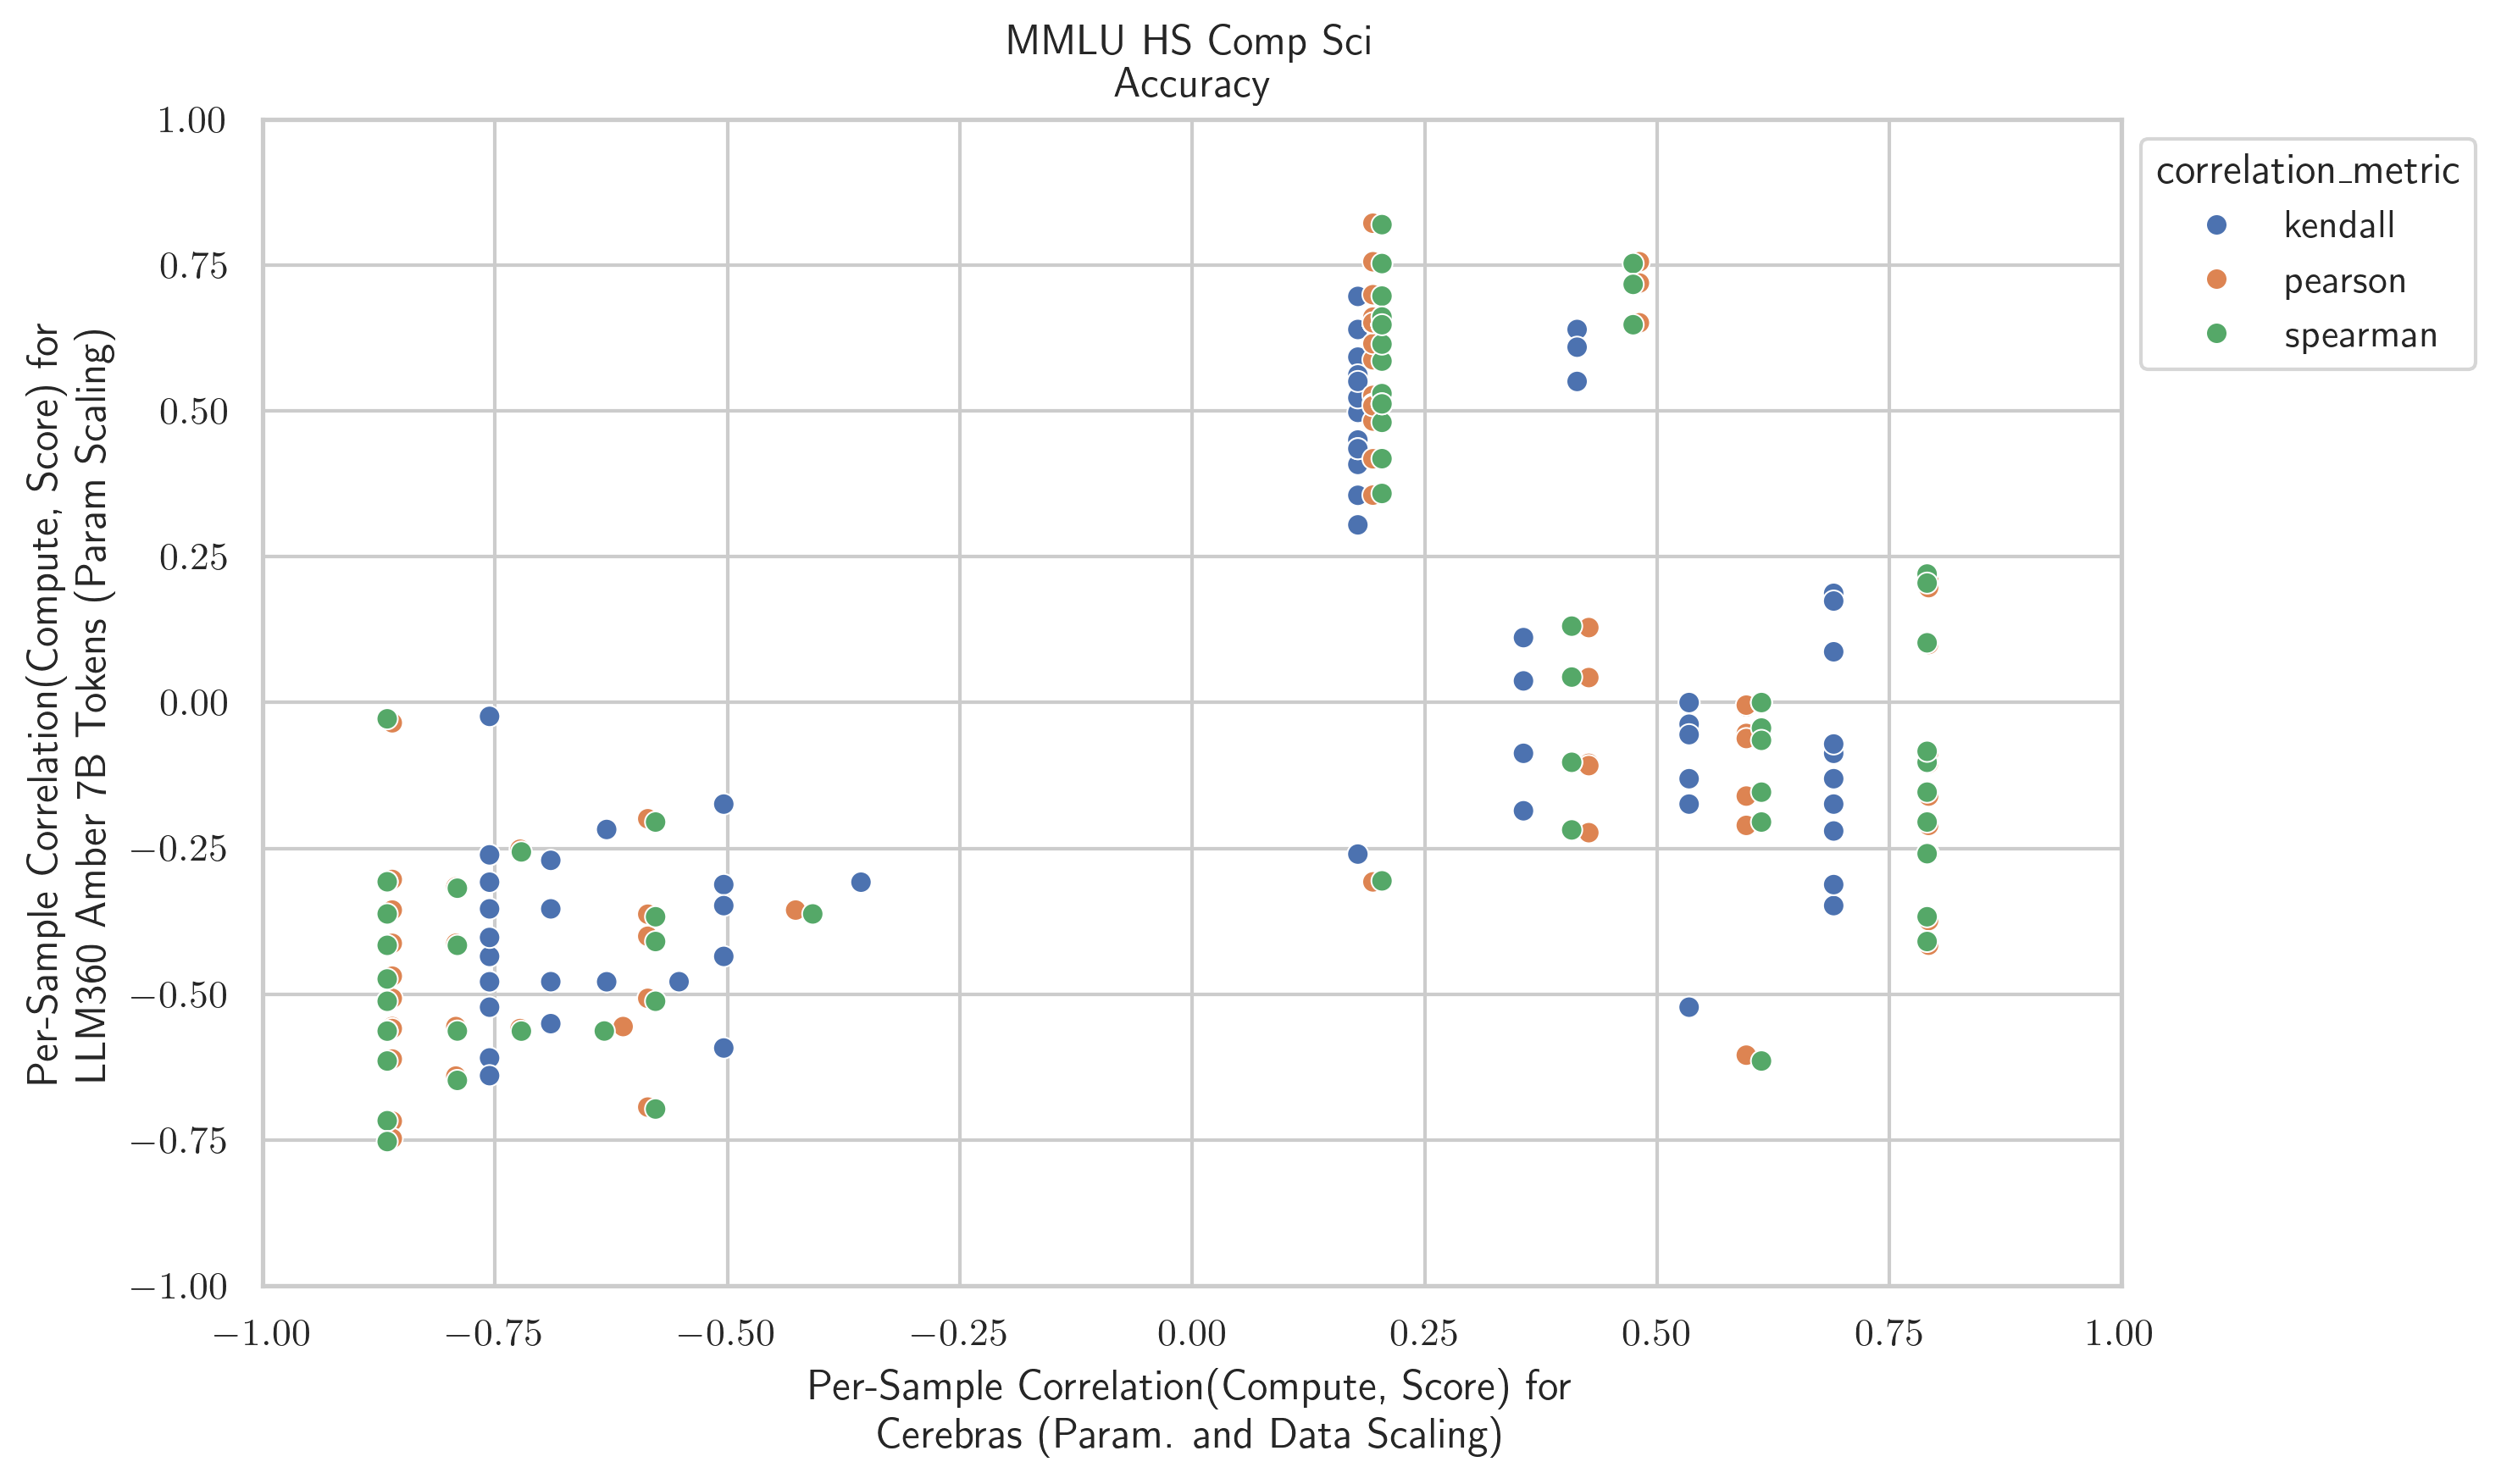 MMLU HS Comp Sci
Accuracy
Per-Sample Correlation(Compute, Score) for
LLM360 Amber 7B Tokens (Param Scaling)
1.00
0.75
0.50
0.25
0.00
−0.25
−0.50
−0.75
−1.00
−1.00
−0.75
−0.50
−0.25
0.00
0.25
0.50
0.75
1.00
Per-Sample Correlation(Compute, Score) for
Cerebras (Param. and Data Scaling)
correlation_metric
kendall
pearson
spearman